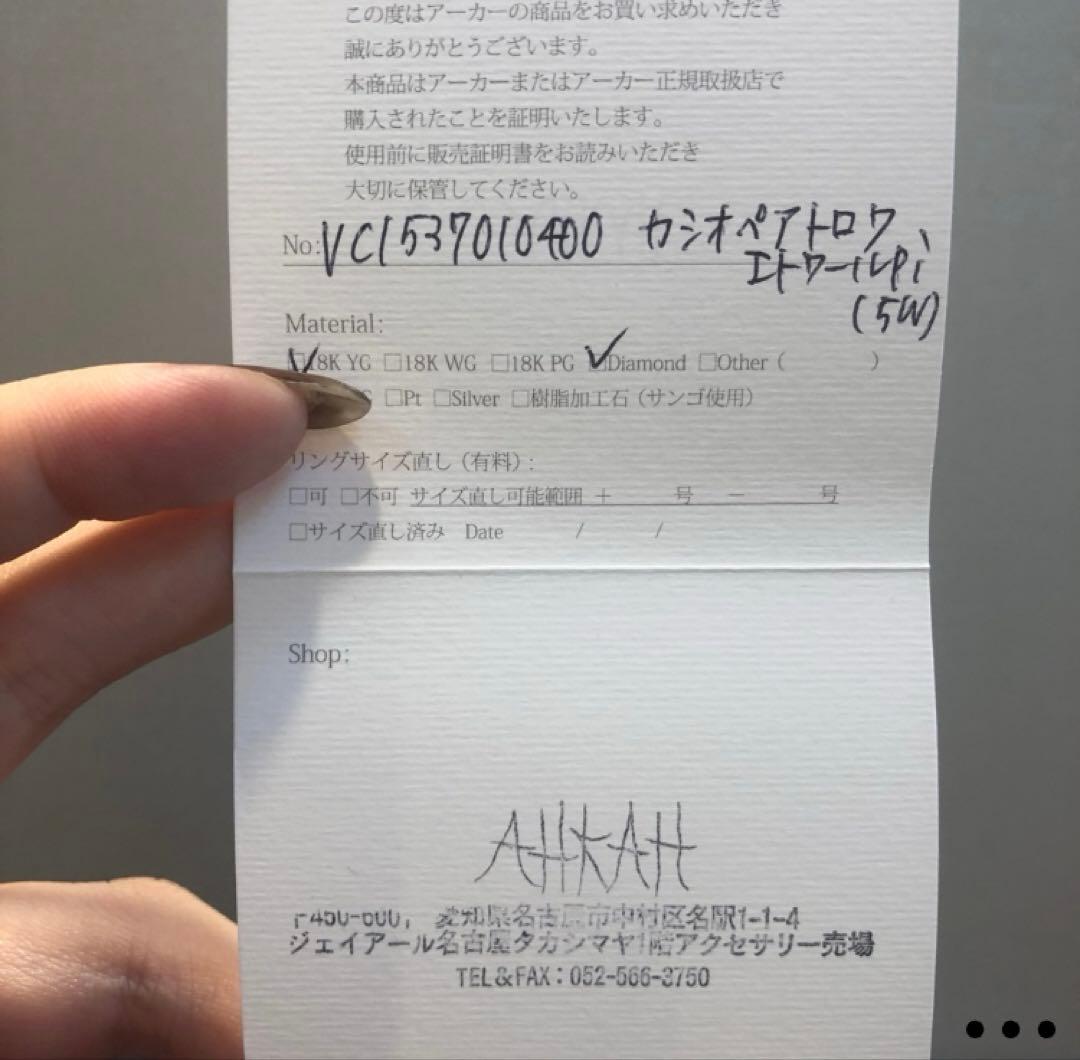 この度はアーカーの商品をお買い求めいただき
誠にありがとうございます。
本商品はアーカーまたはアーカー正規取扱店で
購入されたことを証明いたします。
使用前に販売証明書をお読みいただき
大切に保管してください。
No: VC1537010400 カシオペアトロワ、
エトワールPi
(5W)
Material:
☑18K YG □18K WG □18K PG ☑Diamond □Other ( )
□Pt □Silver □樹脂加工石(サンゴ使用)
リングサイズ直し(有料):
□可 □不可 サイズ直し可能範囲 + 号 − 号
□サイズ直し済み Date / /
Shop:
AHKAH
愛知県名古屋市中村区名駅1-1-4
ジェイアール名古屋タカシマヤ1階アクセサリー売場
TEL&FAX:052-566-3750